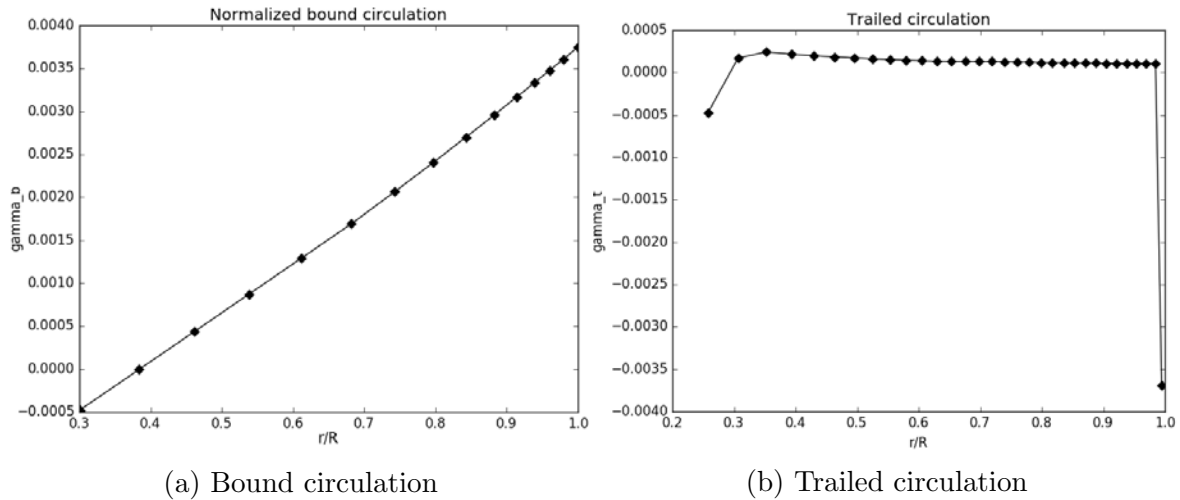 Normalized bound circulation
0.0040
0.0035
0.0030
0.0025
0.0020
0.0015
0.0010
0.0005
0.0000
−0.0005
gamma_b
0.3 0.4 0.5 0.6 0.7 0.8 0.9 1.0
r/R
(a) Bound circulation
Trailed circulation
0.0005
0.0000
−0.0005
−0.0010
−0.0015
−0.0020
−0.0025
−0.0030
−0.0035
−0.0040
gamma_t
0.2 0.3 0.4 0.5 0.6 0.7 0.8 0.9 1.0
r/R
(b) Trailed circulation